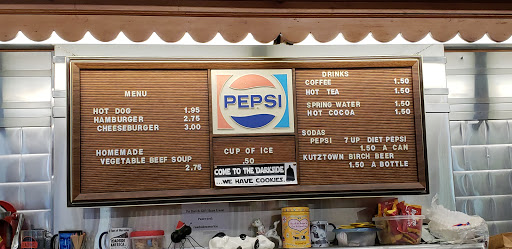 MENU
HOT DOG 1.95
HAMBURGER 2.75
CHEESEBURGER 3.00
HOMEMADE
VEGETABLE BEEF SOUP
2.75
PEPSI
CUP OF ICE
.50
COME TO THE DARKSIDE
...WE HAVE COOKIES
DRINKS
COFFEE 1.50
HOT TEA 1.50
SPRING WATER 1.50
HOT COCOA 1.50
SODAS
PEPSI 7 UP DIET PEPSI
1.50 A CAN
KUTZTOWN BIRCH BEER
1.50 A BOTTLE